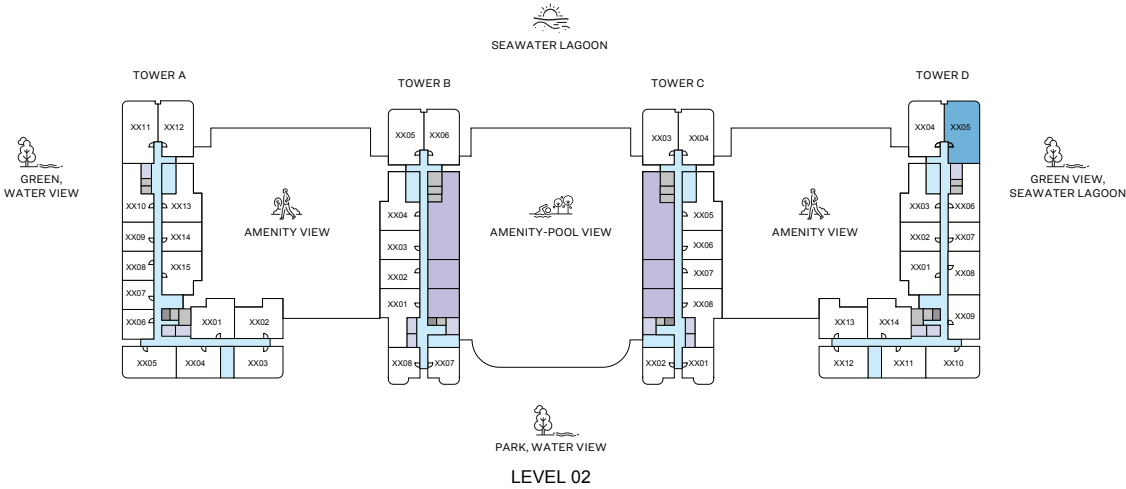 SEAWATER LAGOON
TOWER A
TOWER B
TOWER C
TOWER D
XX11
XX12
XX05
XX06
XX03
XX04
XX04
XX05
GREEN,
WATER VIEW
GREEN VIEW,
SEAWATER LAGOON
XX10
XX13
XX04
XX05
XX03
XX06
AMENITY VIEW
AMENITY-POOL VIEW
AMENITY VIEW
XX09
XX14
XX03
XX06
XX02
XX07
XX08
XX15
XX02
XX07
XX01
XX08
XX07
XX01
XX08
XX06
XX01
XX02
XX13
XX14
XX09
XX05
XX04
XX03
XX08
XX07
XX02
XX01
XX12
XX11
XX10
PARK, WATER VIEW
LEVEL 02